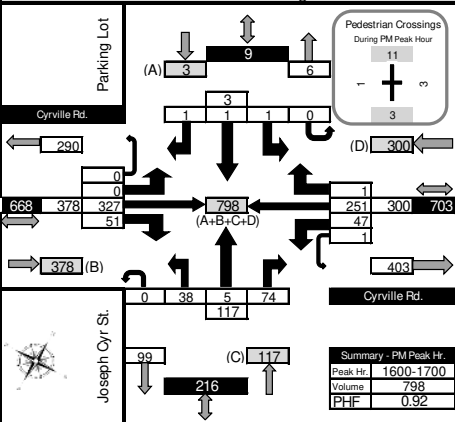 Parking Lot
9
(A) 3
6
Pedestrian Crossings
During PM Peak Hour
11
1
3
3
3
1 1 1 0
Cyrville Rd.
290
(D) 300
0
0
668 378 327
51
798
(A+B+C+D)
1
251 300 703
47
1
378 (B)
403
0 38 5 74
117
Cyrville Rd.
Joseph Cyr St.
99
(C) 117
216
Summary - PM Peak Hr.
Peak Hr. 1600-1700
Volume 798
PHF 0.92